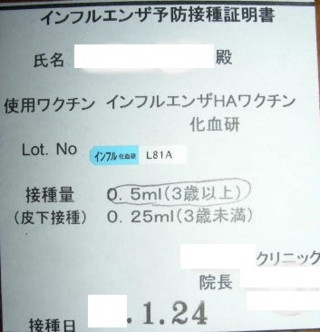 インフルエンザ予防接種証明書
氏名 殿
使用ワクチン インフルエンザHAワクチン
化血研
Lot. No インフル 化血研 L81A
接種量 0. 5ml(3歳以上)
(皮下接種) 0. 25ml(3歳未満)
クリニック
院長
接種日 .1.24